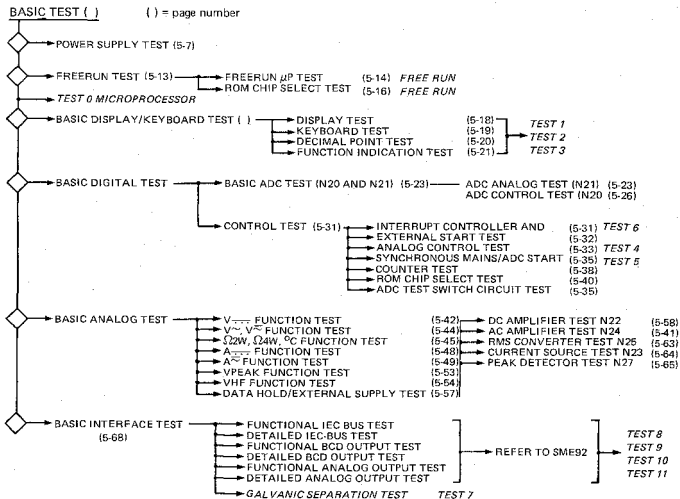 BASIC TEST ( ) ( ) = page number
POWER SUPPLY TEST (5-7)
FREERUN TEST (5-13) FREERUN µP TEST (5-14) FREE RUN
ROM CHIP SELECT TEST (5-16) FREE RUN
TEST 0 MICROPROCESSOR
BASIC DISPLAY/KEYBOARD TEST ( ) DISPLAY TEST (5-18) TEST 1
KEYBOARD TEST (5-19) TEST 2
DECIMAL POINT TEST (5-20)
FUNCTION INDICATION TEST (5-21) TEST 3
BASIC DIGITAL TEST BASIC ADC TEST (N20 AND N21) (5-23) ADC ANALOG TEST (N21) (5-23)
ADC CONTROL TEST (N20 (5-26)
CONTROL TEST (5-31) INTERRUPT CONTROLLER AND (5-31) TEST 6
EXTERNAL START TEST (5-32)
ANALOG CONTROL TEST (5-33) TEST 4
SYNCHRONOUS MAINS/ADC START (5-35) TEST 5
COUNTER TEST (5-38)
ROM CHIP SELECT TEST (5-40)
ADC TEST SWITCH CIRCUIT TEST (5-35)
BASIC ANALOG TEST V⎓ FUNCTION TEST (5-42) DC AMPLIFIER TEST N22 (5-58)
V~, V≂ FUNCTION TEST (5-44) AC AMPLIFIER TEST N24 (5-41)
Ω2W, Ω4W, °C FUNCTION TEST (5-45) RMS CONVERTER TEST N25 (5-63)
A⎓ FUNCTION TEST (5-48) CURRENT SOURCE TEST N23 (5-64)
A≂ FUNCTION TEST (5-49) PEAK DETECTOR TEST N27 (5-65)
VPEAK FUNCTION TEST (5-53)
VHF FUNCTION TEST (5-54)
DATA HOLD/EXTERNAL SUPPLY TEST (5-57)
BASIC INTERFACE TEST FUNCTIONAL IEC BUS TEST
(5-68) DETAILED IEC-BUS TEST TEST 8
FUNCTIONAL BCD OUTPUT TEST TEST 9
DETAILED BCD OUTPUT TEST REFER TO SME92
FUNCTIONAL ANALOG OUTPUT TEST TEST 10
DETAILED ANALOG OUTPUT TEST TEST 11
GALVANIC SEPARATION TEST TEST 7